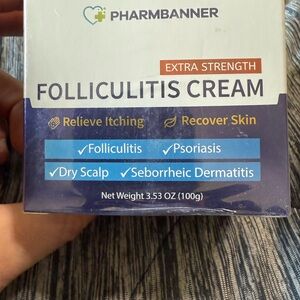 PHARMBANNER
EXTRA STRENGTH
FOLLICULITIS CREAM
Relieve Itching Recover Skin
✓Folliculitis ✓Psoriasis
✓Dry Scalp ✓Seborrheic Dermatitis
Net Weight 3.53 OZ (100g)